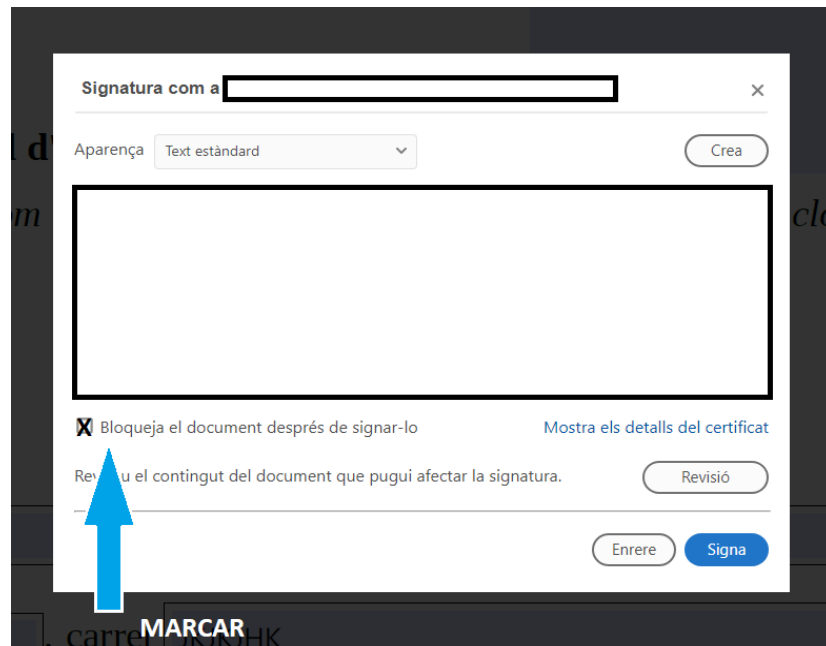 Signatura com a
d'
Aparença Text estàndard Crea
m
X Bloqueja el document després de signar-lo Mostra els detalls del certificat
el contingut del document que pugui afectar la signatura. Revisió
Enrere Signa
MARCAR
, carrer